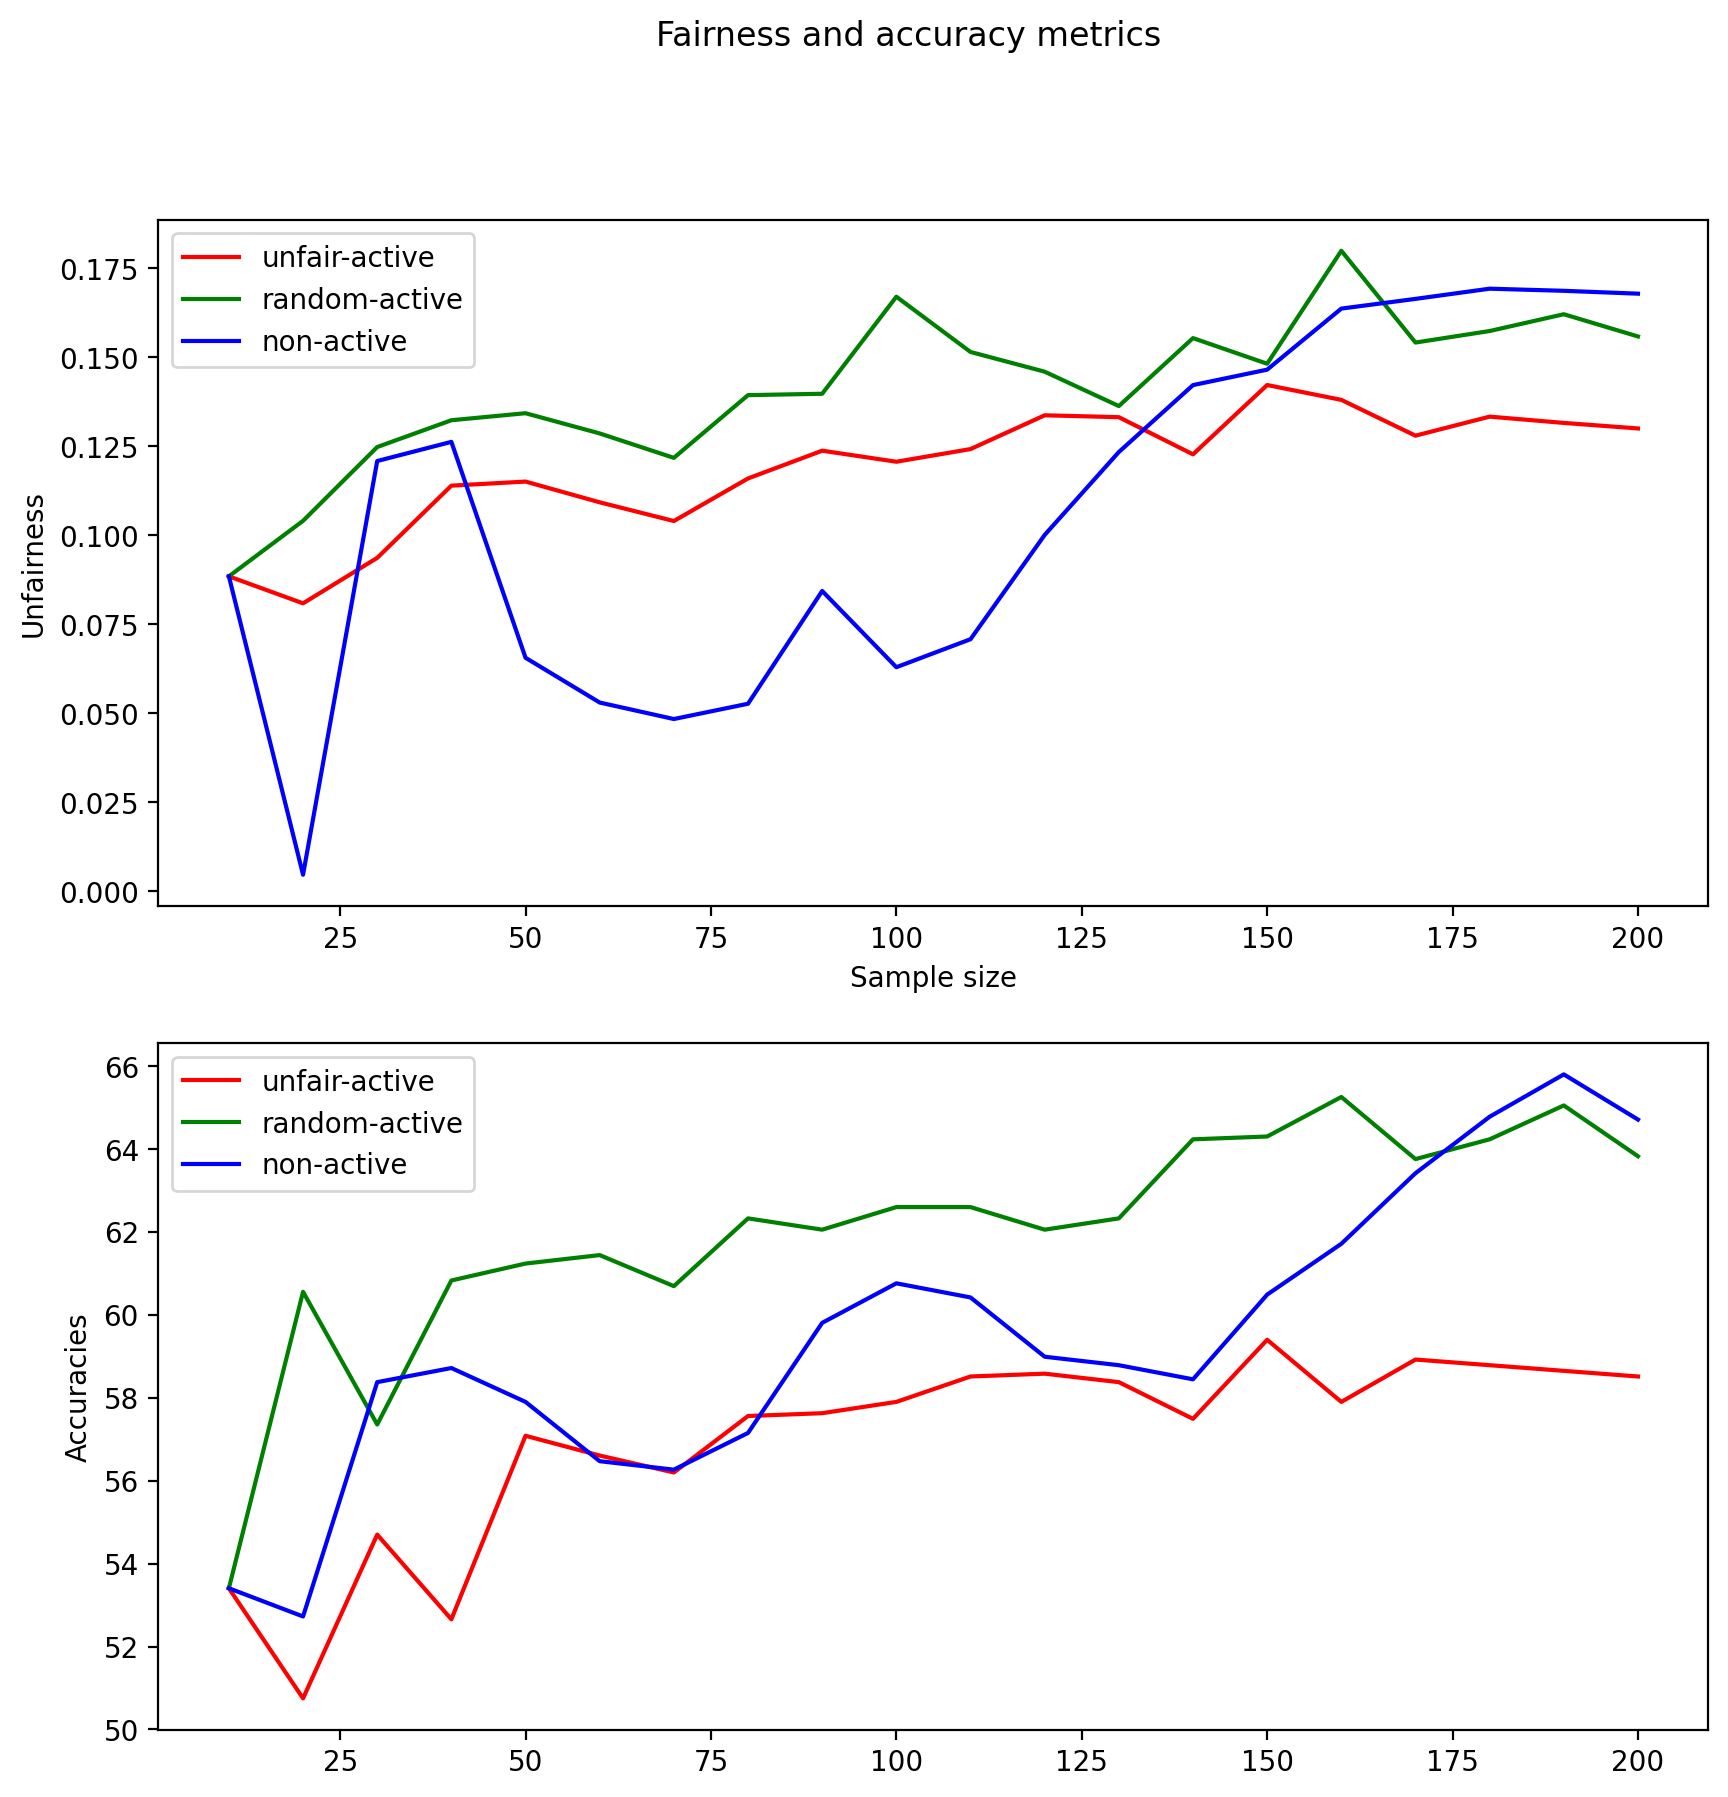 Fairness and accuracy metrics
unfair-active
random-active
non-active
Unfairness
0.175
0.150
0.125
0.100
0.075
0.050
0.025
0.000
25 50 75 100 125 150 175 200
Sample size
unfair-active
random-active
non-active
Accuracies
66
64
62
60
58
56
54
52
50
25 50 75 100 125 150 175 200